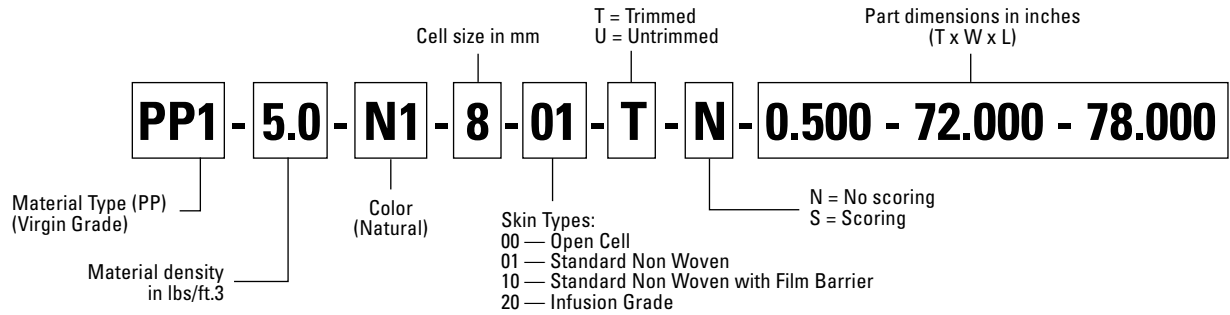 T = Trimmed
U = Untrimmed
Part dimensions in inches
(T x W x L)
Cell size in mm
PP1 - 5.0 - N1 - 8 - 01 - T - N - 0.500 - 72.000 - 78.000
Material Type (PP)
(Virgin Grade)
Material density
in lbs/ft.3
Color
(Natural)
Skin Types:
00 — Open Cell
01 — Standard Non Woven
10 — Standard Non Woven with Film Barrier
20 — Infusion Grade
N = No scoring
S = Scoring